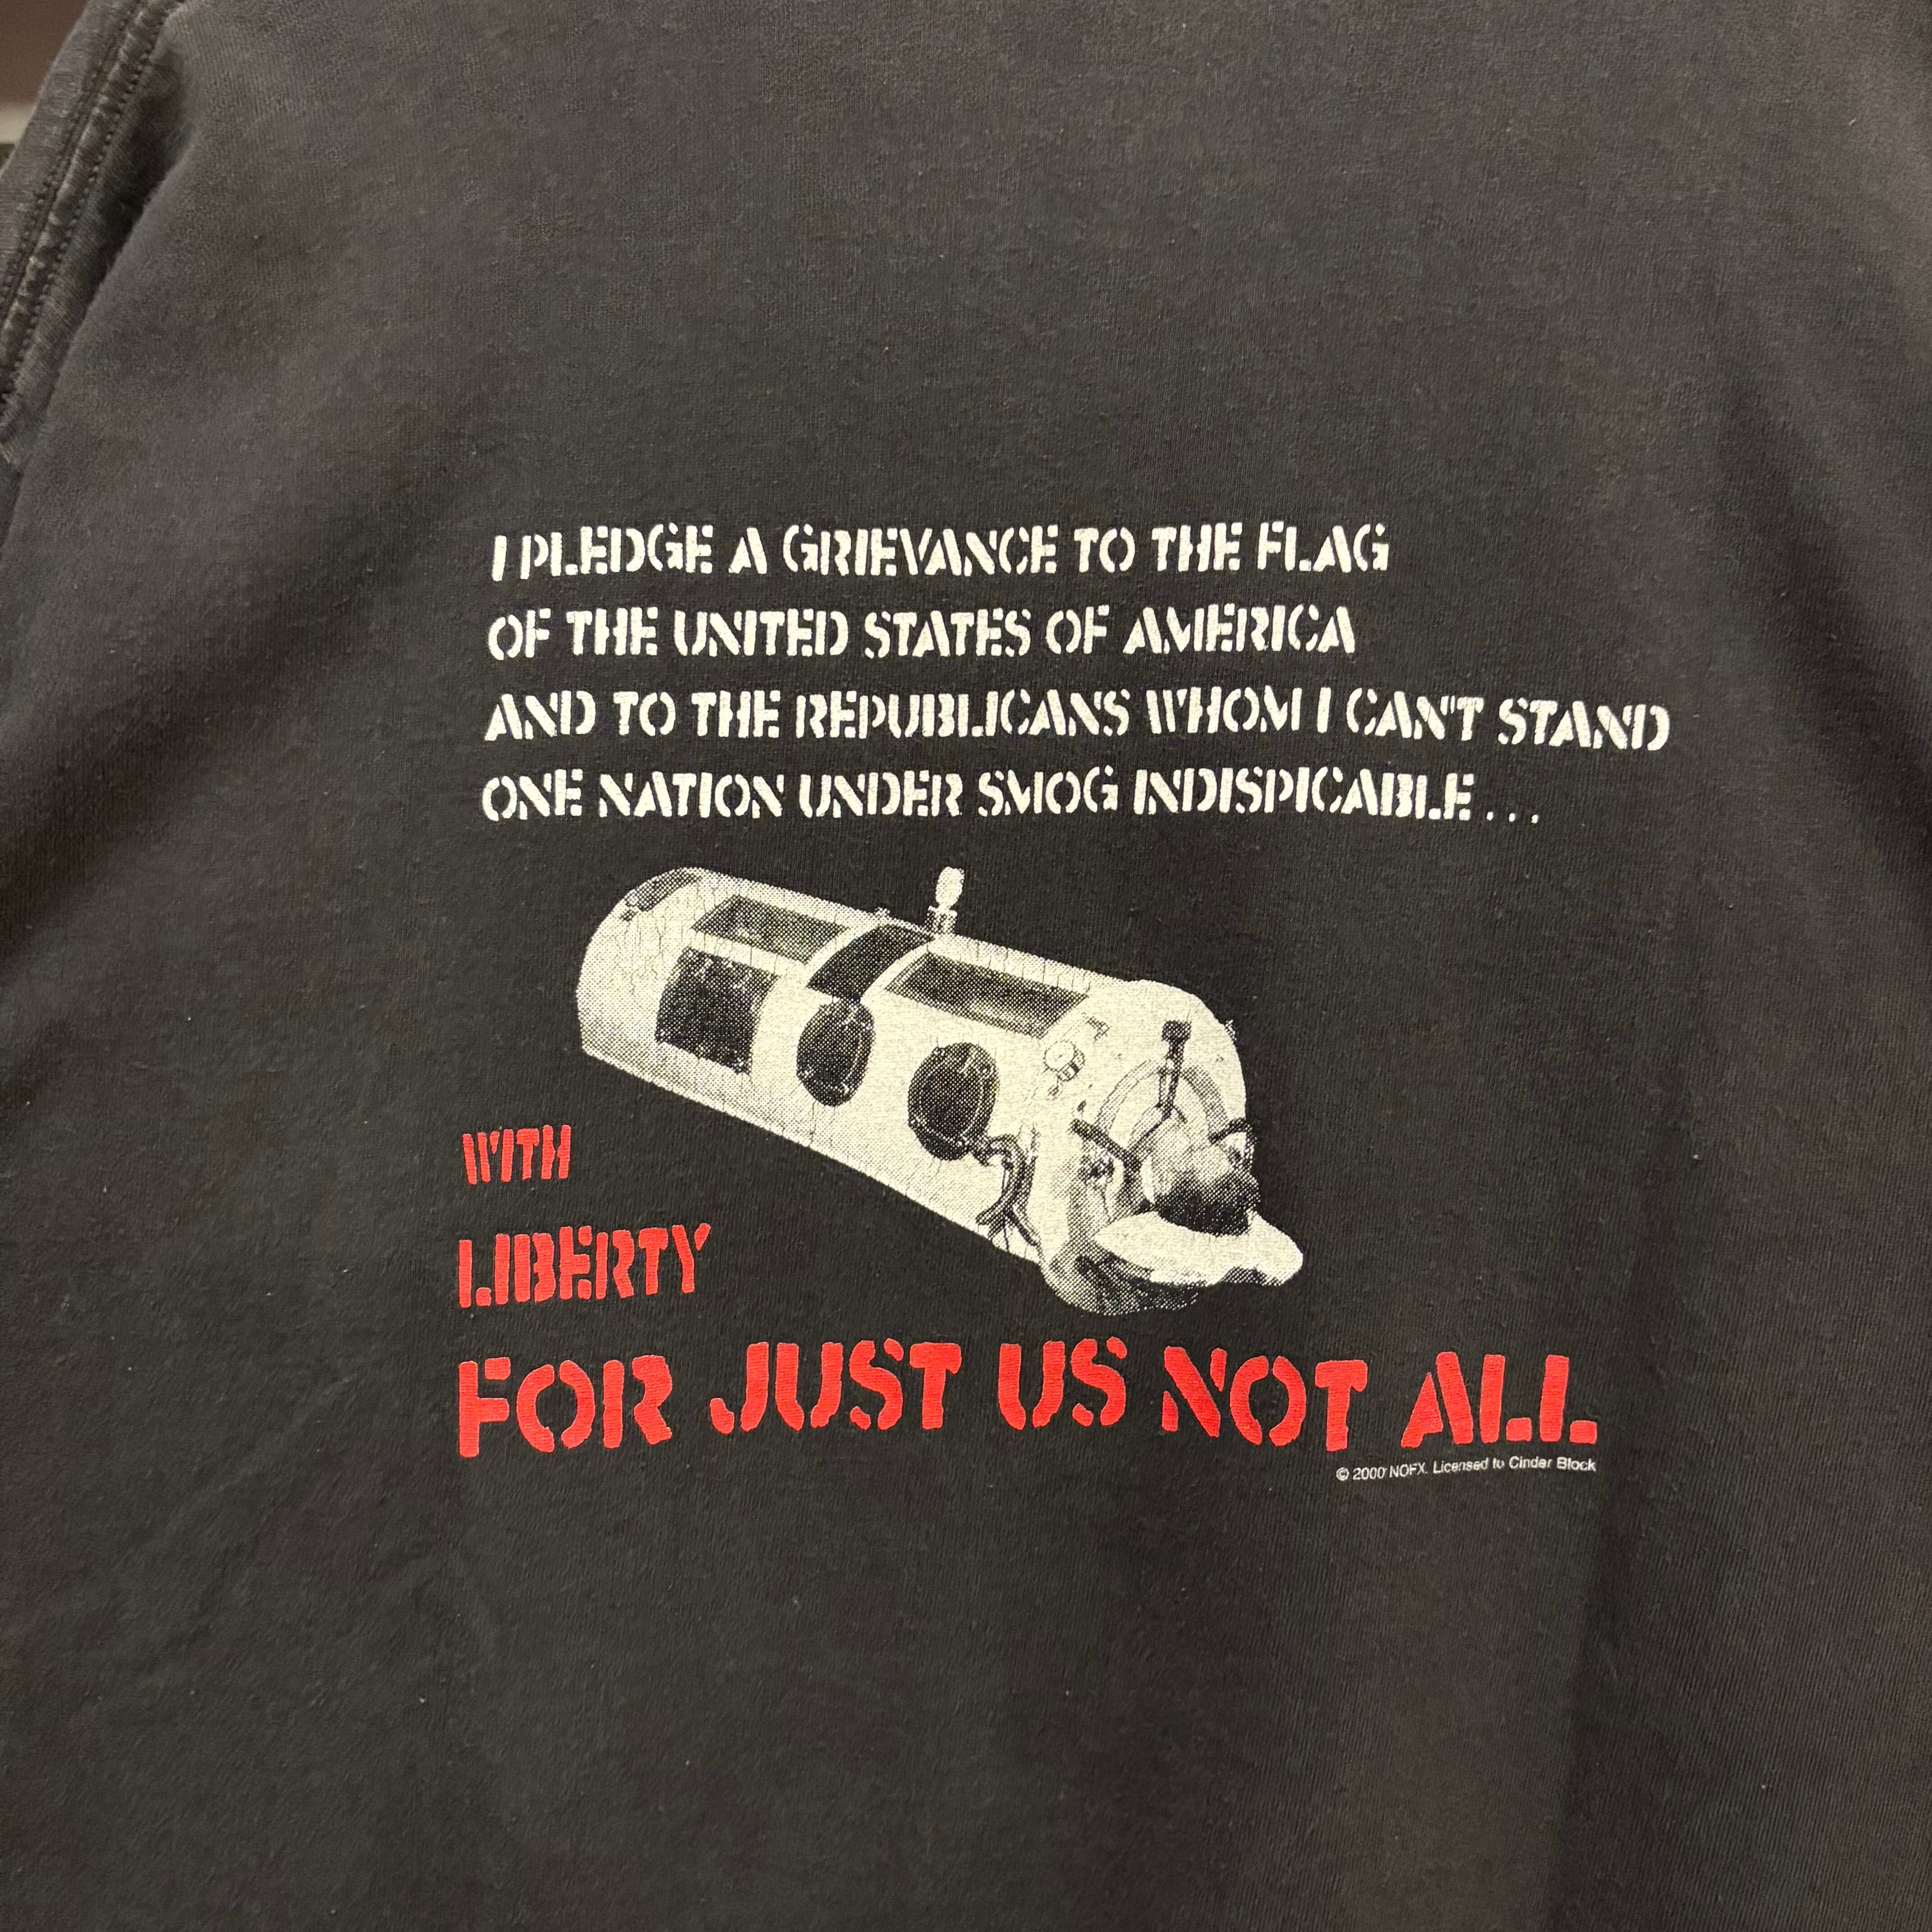 I PLEDGE A GRIEVANCE TO THE FLAG
OF THE UNITED STATES OF AMERICA
AND TO THE REPUBLICANS WHOM I CAN'T STAND
ONE NATION UNDER SMOG INDISPICABLE . . .
WITH
LIBERTY
FOR JUST US NOT ALL
© 2000 NOFX. Licensed to Cinder Block